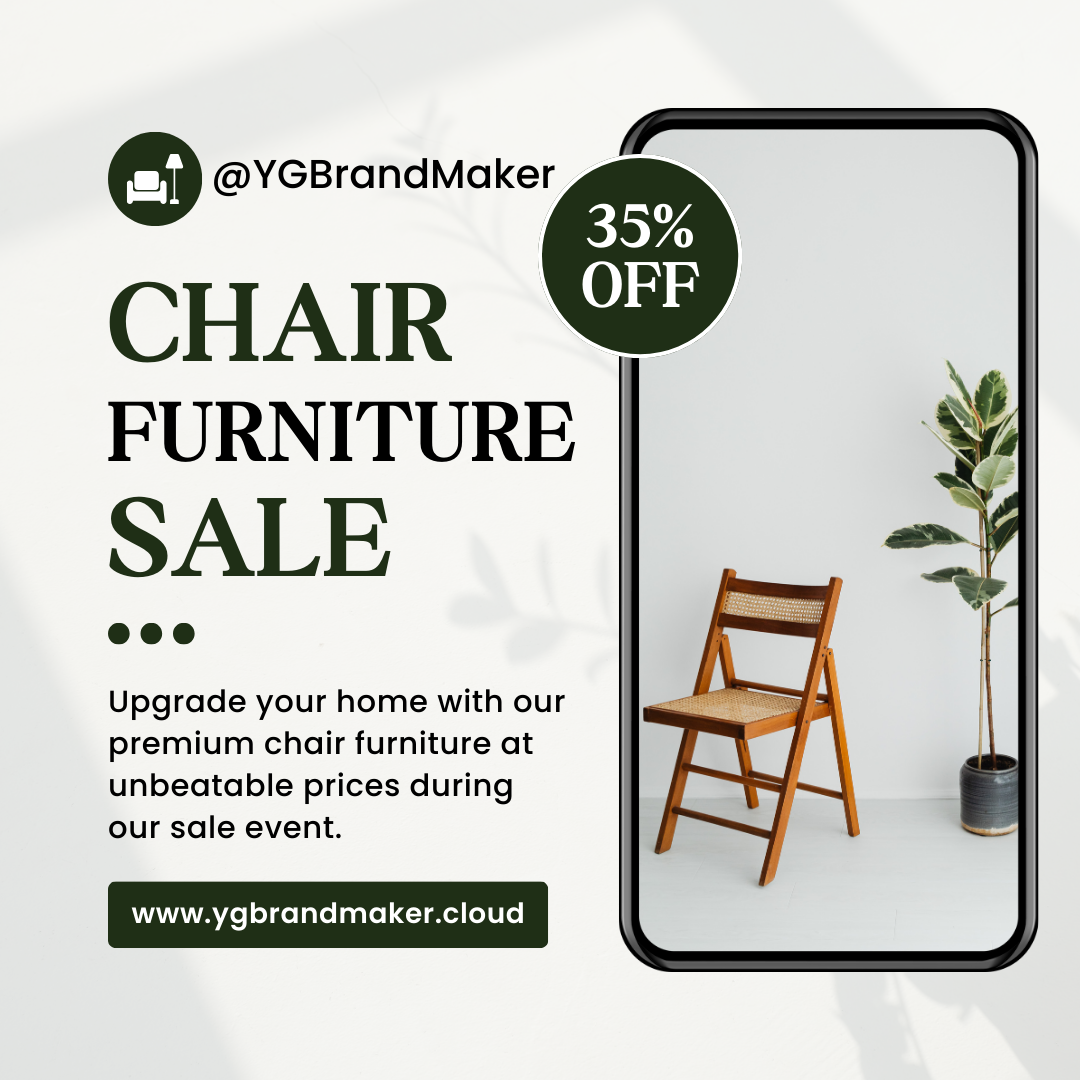 @YGBrandMaker
35%
OFF
CHAIR
FURNITURE
SALE
Upgrade your home with our
premium chair furniture at
unbeatable prices during
our sale event.
www.ygbrandmaker.cloud